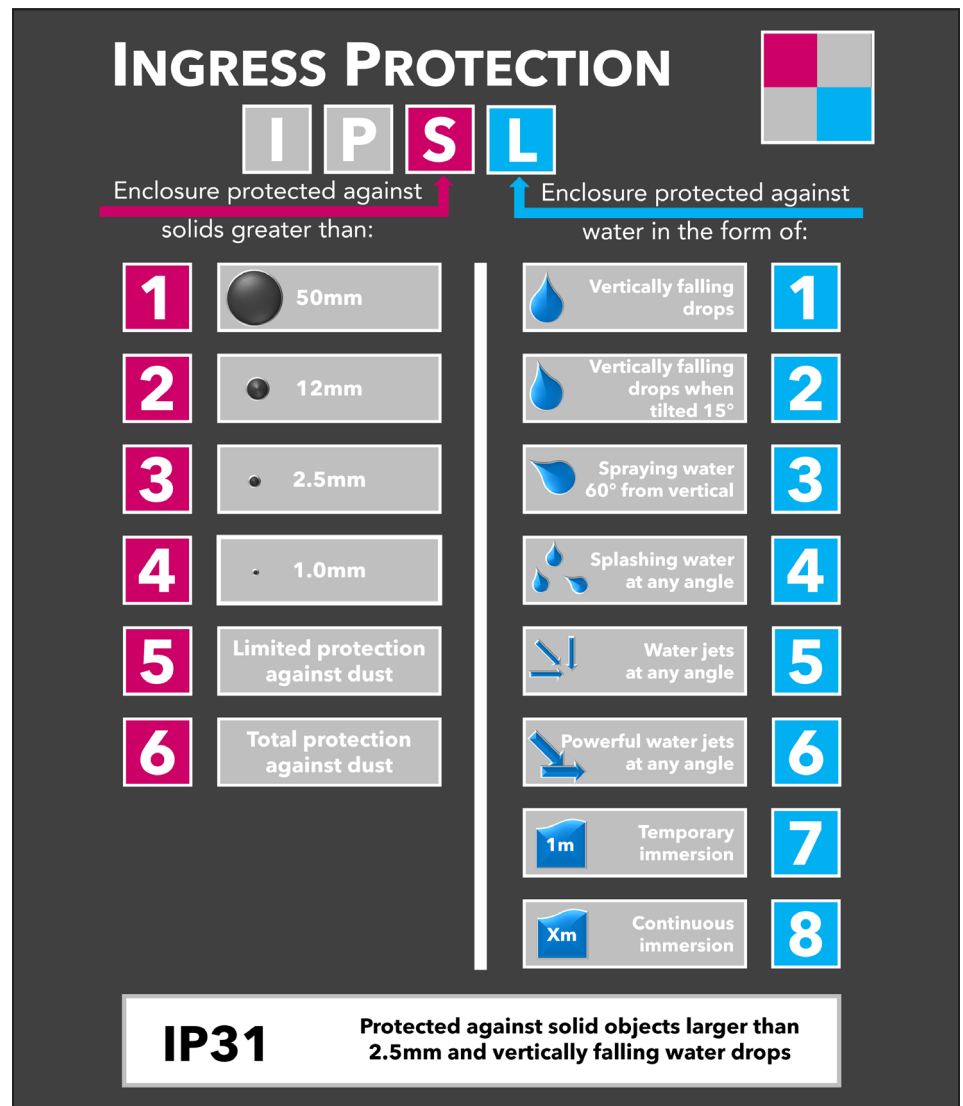 INGRESS PROTECTION
I P S L
Enclosure protected against
solids greater than:
Enclosure protected against
water in the form of:
1
50mm
2
12mm
3
2.5mm
4
1.0mm
5
Limited protection
against dust
6
Total protection
against dust
Vertically falling
drops
1
Vertically falling
drops when
tilted 15°
2
Spraying water
60° from vertical
3
Splashing water
at any angle
4
Water jets
at any angle
5
Powerful water jets
at any angle
6
1m
Temporary
immersion
7
Xm
Continuous
immersion
8
IP31
Protected against solid objects larger than
2.5mm and vertically falling water drops